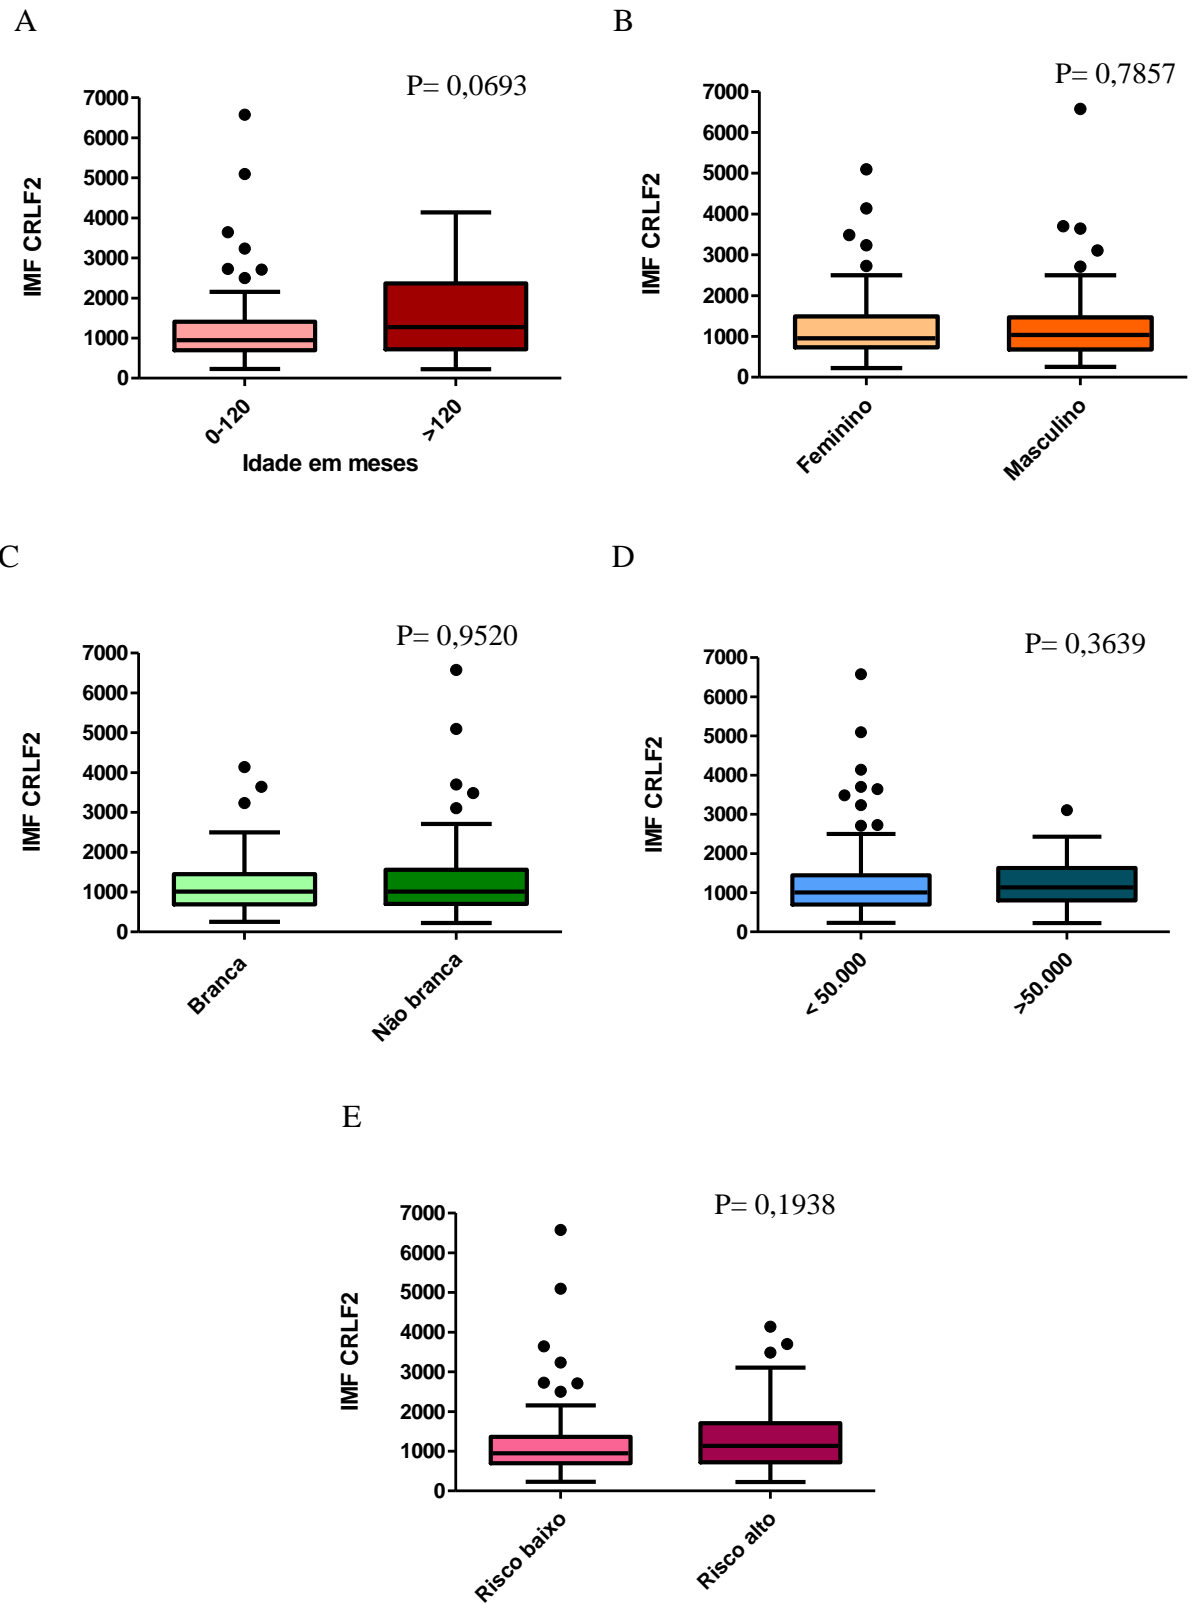 A
P= 0,0693
7000
6000
5000
4000
3000
2000
1000
0
IMF CRLF2
0-120
>120
Idade em meses
B
P= 0,7857
7000
6000
5000
4000
3000
2000
1000
0
IMF CRLF2
Feminino
Masculino
C
P= 0,9520
7000
6000
5000
4000
3000
2000
1000
0
IMF CRLF2
Branca
Não branca
D
P= 0,3639
7000
6000
5000
4000
3000
2000
1000
0
IMF CRLF2
< 50.000
>50.000
E
P= 0,1938
7000
6000
5000
4000
3000
2000
1000
0
IMF CRLF2
Risco baixo
Risco alto